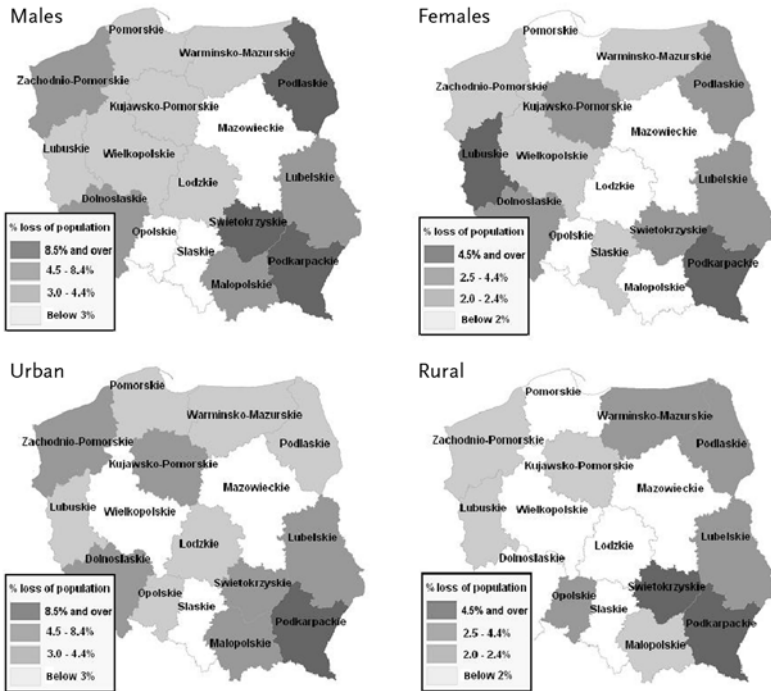 Males
Pomorskie
Warminsko-Mazurskie
Zachodnio-Pomorskie
Podlaskie
Kujawsko-Pomorskie
Mazowieckie
Lubuskie
Wielkopolskie
Lodzkie
Lubelskie
Dolnoslaskie
Swietokrzyskie
Opolskie
Slaskie
Podkarpackie
Malopolskie
% loss of population
8.5% and over
4.5 - 8.4%
3.0 - 4.4%
Below 3%
Females
Pomorskie
Warminsko-Mazurskie
Zachodnio-Pomorskie
Podlaskie
Kujawsko-Pomorskie
Mazowieckie
Lubuskie
Wielkopolskie
Lodzkie
Lubelskie
Dolnoslaskie
Swietokrzyskie
Opolskie
Slaskie
Podkarpackie
Malopolskie
% loss of population
4.5% and over
2.5 - 4.4%
2.0 - 2.4%
Below 2%
Urban
Pomorskie
Warminsko-Mazurskie
Zachodnio-Pomorskie
Podlaskie
Kujawsko-Pomorskie
Mazowieckie
Lubuskie
Wielkopolskie
Lodzkie
Lubelskie
Dolnoslaskie
Swietokrzyskie
Opolskie
Slaskie
Podkarpackie
Malopolskie
% loss of population
8.5% and over
4.5 - 8.4%
3.0 - 4.4%
Below 3%
Rural
Pomorskie
Warminsko-Mazurskie
Zachodnio-Pomorskie
Podlaskie
Kujawsko-Pomorskie
Mazowieckie
Lubuskie
Wielkopolskie
Lodzkie
Lubelskie
Dolnoslaskie
Swietokrzyskie
Opolskie
Slaskie
Podkarpackie
Malopolskie
% loss of population
4.5% and over
2.5 - 4.4%
2.0 - 2.4%
Below 2%